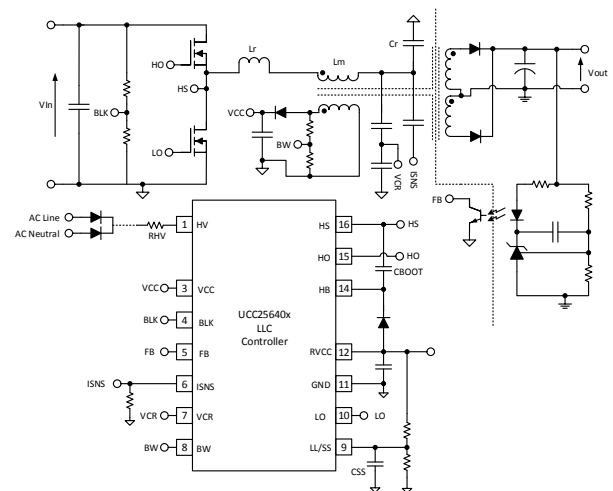 Cr
Lr
Lm
HO
HS
VIn
BLK
VCC
BW
LO
VCR
ISNS
Vout
FB
AC Line
AC Neutral
RHV
1 HV
HS 16 HS
HO 15 HO
CBOOT
VCC 3 VCC
HB 14
BLK 4 BLK
UCC25640x
LLC
Controller
FB 5 FB
RVCC 12
ISNS 6 ISNS
GND 11
VCR 7 VCR
LO 10 LO
BW 8 BW
LL/SS 9
CSS